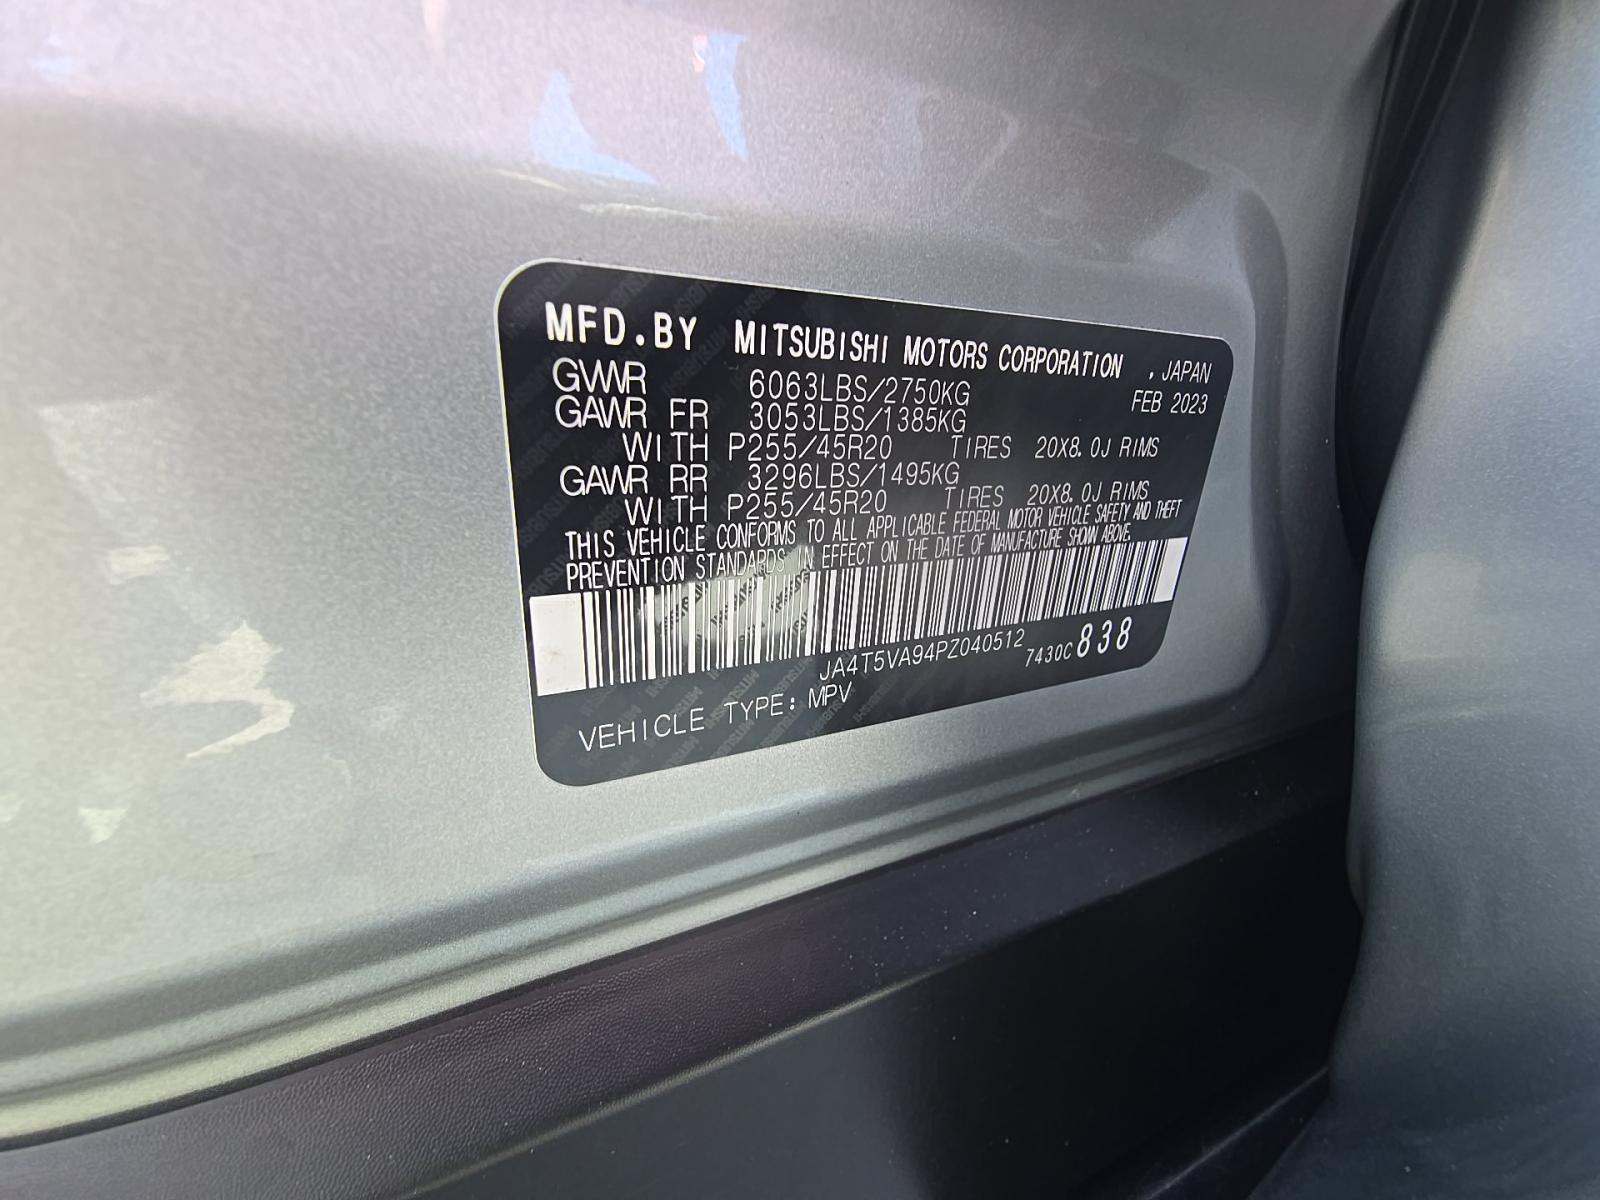 MFD.BY MITSUBISHI MOTORS CORPORATION , JAPAN
GVWR 6063LBS/2750KG FEB 2023
GAWR FR 3053LBS/1385KG
WITH P255/45R20 TIRES 20X8.0J RIMS
GAWR RR 3296LBS/1495KG
WITH P255/45R20 TIRES 20X8.0J RIMS
THIS VEHICLE CONFORMS TO ALL APPLICABLE FEDERAL MOTOR VEHICLE SAFETY AND THEFT
PREVENTION STANDARDS IN EFFECT ON THE DATE OF MANUFACTURE SHOWN ABOVE.
JA4T5VA94PZ040512 7430C 838
VEHICLE TYPE: MPV